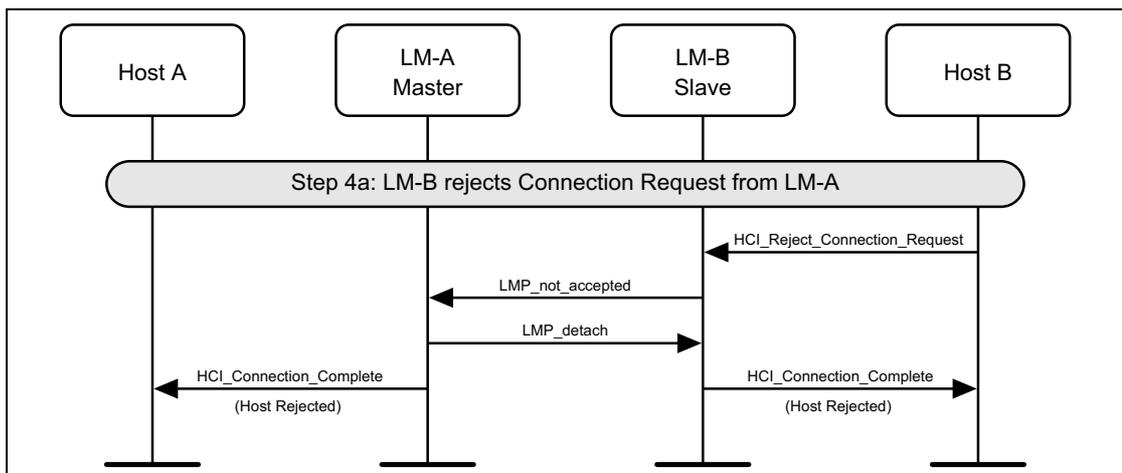 Host A
LM-A
Master
LM-B
Slave
Host B
Step 4a: LM-B rejects Connection Request from LM-A
HCI_Reject_Connection_Request
LMP_not_accepted
LMP_detach
HCI_Connection_Complete
(Host Rejected)
HCI_Connection_Complete
(Host Rejected)